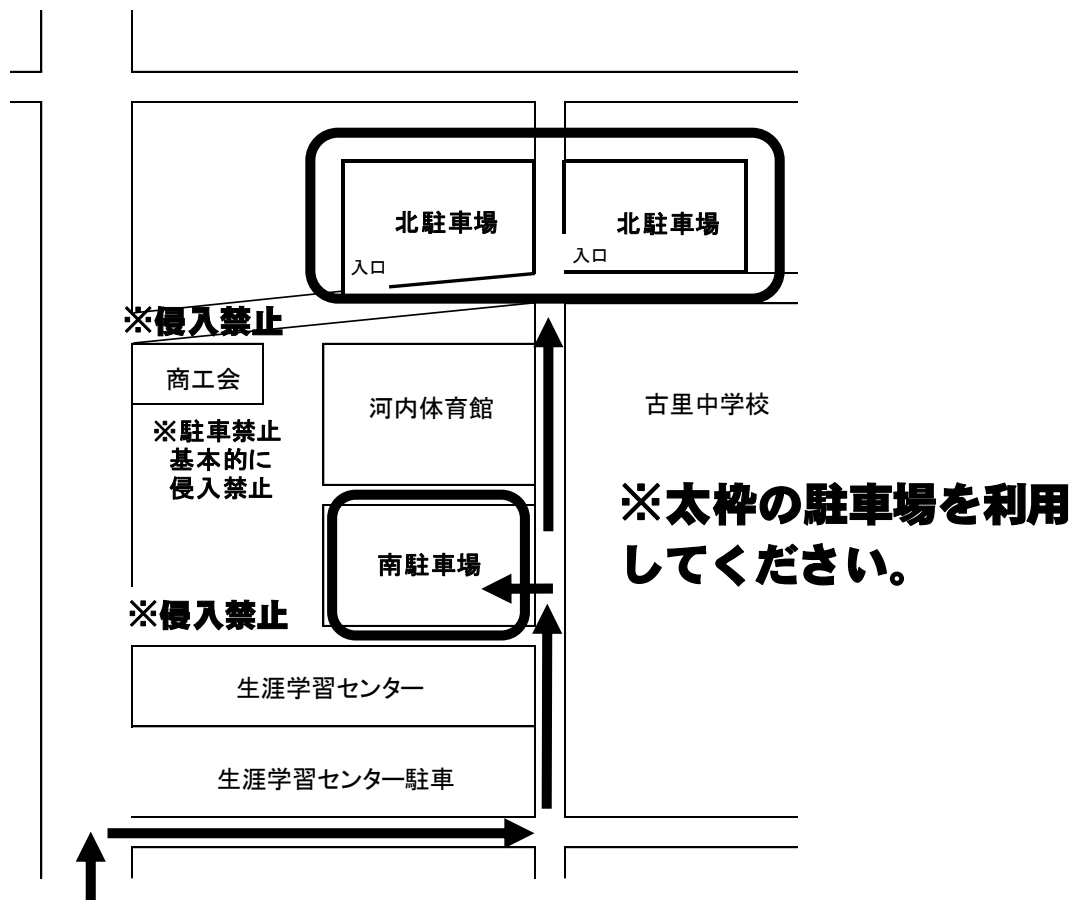 北駐車場
北駐車場
入口
入口
※侵入禁止
商工会
河内体育館
古里中学校
※駐車禁止
基本的に
侵入禁止
※太枠の駐車場を利用
してください。
南駐車場
※侵入禁止
生涯学習センター
生涯学習センター駐車